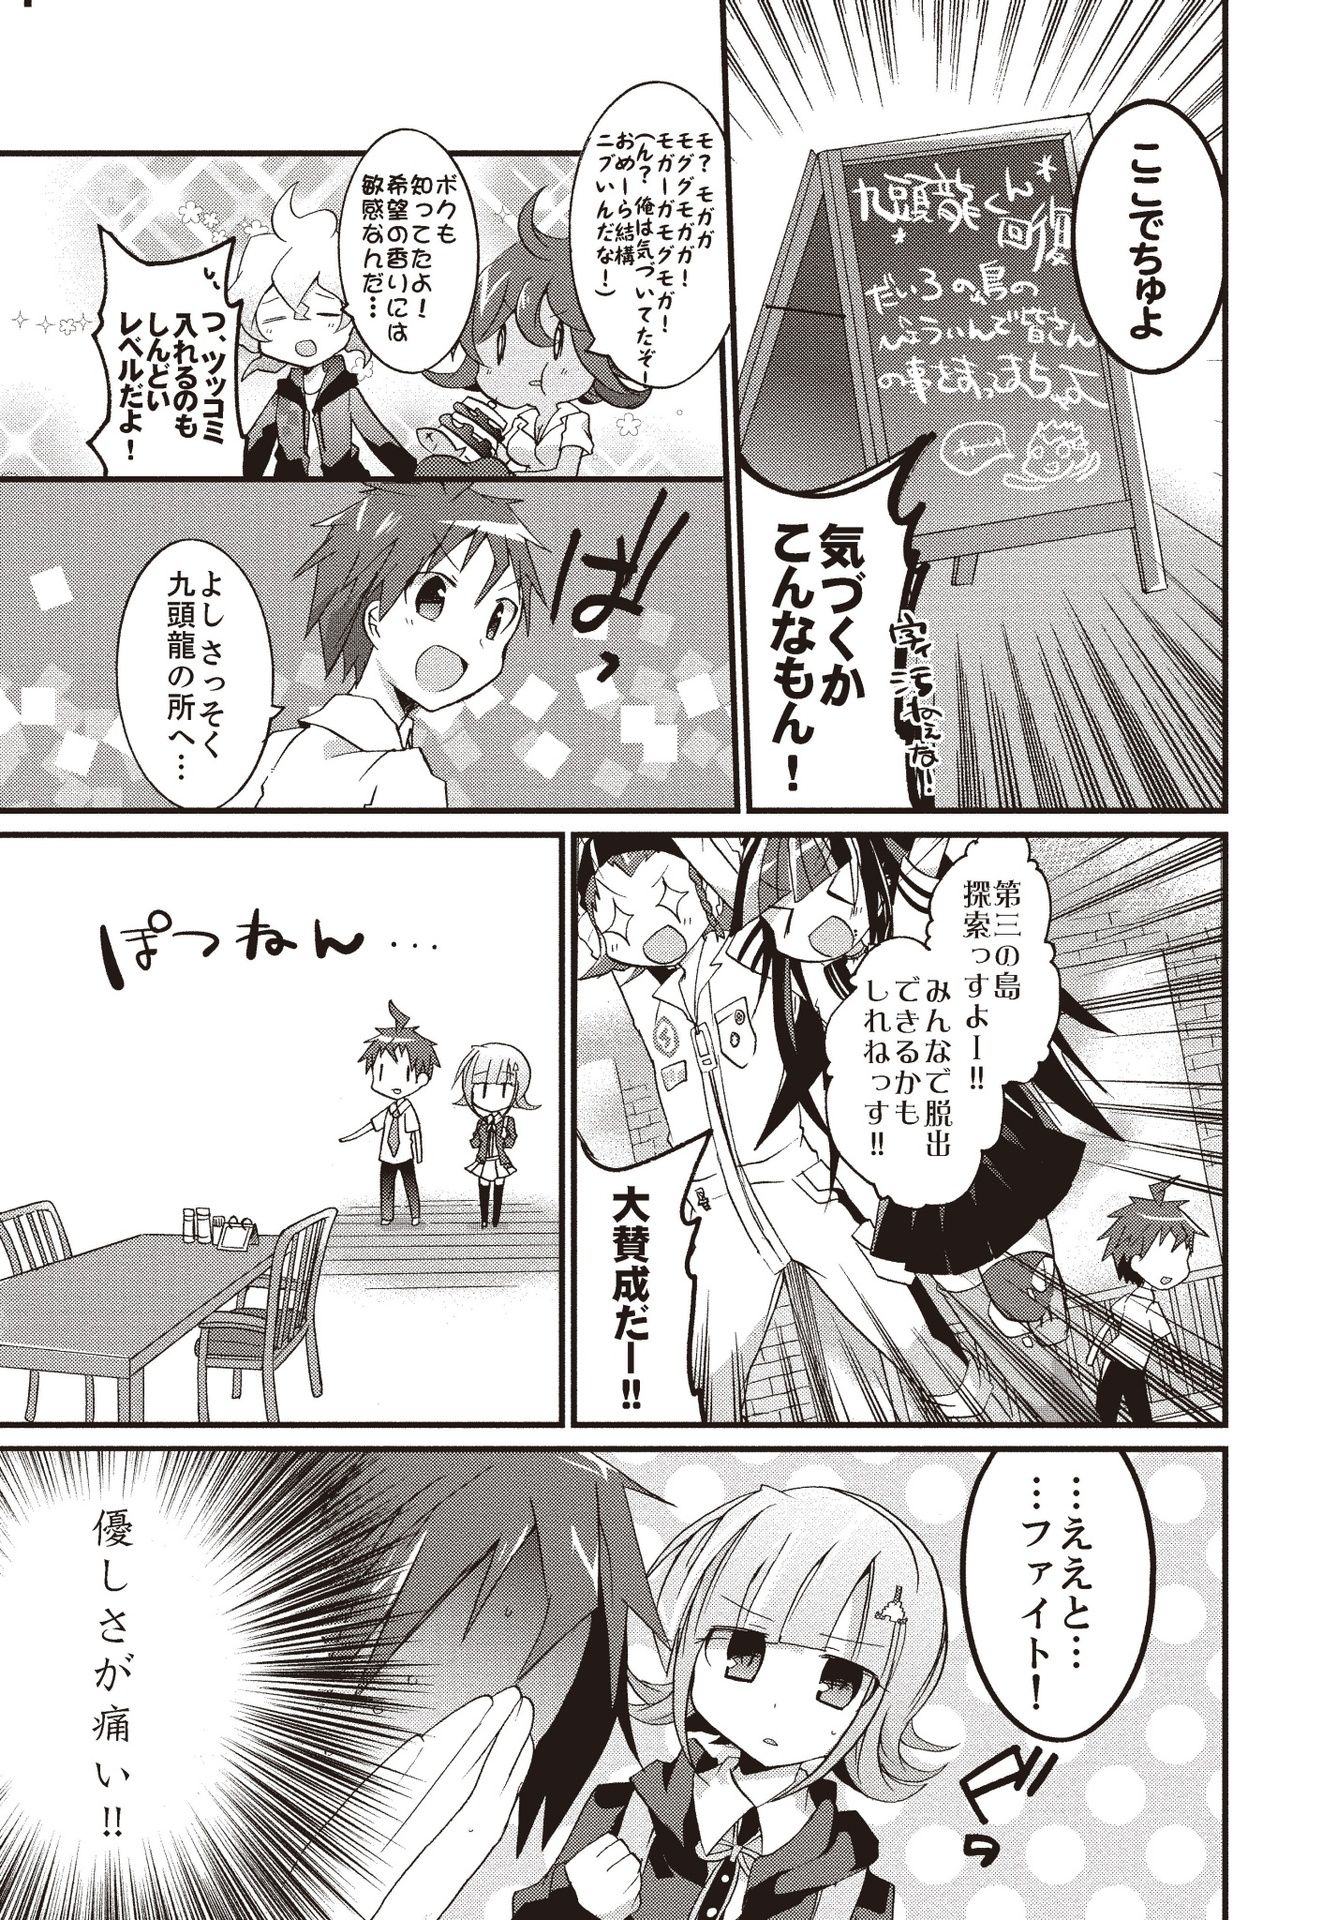 ここでちゅよ
九頭龍くん
回復
だいろの島の
びょういんで皆さん
の事をまっまちゅよー
気づくか
こんなもん!
字ィ汚ねぇな!
モ?モガガ
モググモガガ!
モガーガモグモガ!
(ん?俺は気づいてたぞー!
おめーら結構
ニブいんだな!)
ボクも
知ってたよ!
希望の香りには
敏感なんだ…
つ、ツッコミ
入れるのも
しんどい
レベルだよ!
ばっ
よし さっそく
九頭龍の所へ…
第三の島
探索っすよー!!
みんなで脱出
できるかも
しれねっす!!
大賛成だー!!
ぽつねん…
…ええと…
…ファイト!
どっ
優しさが痛い!!